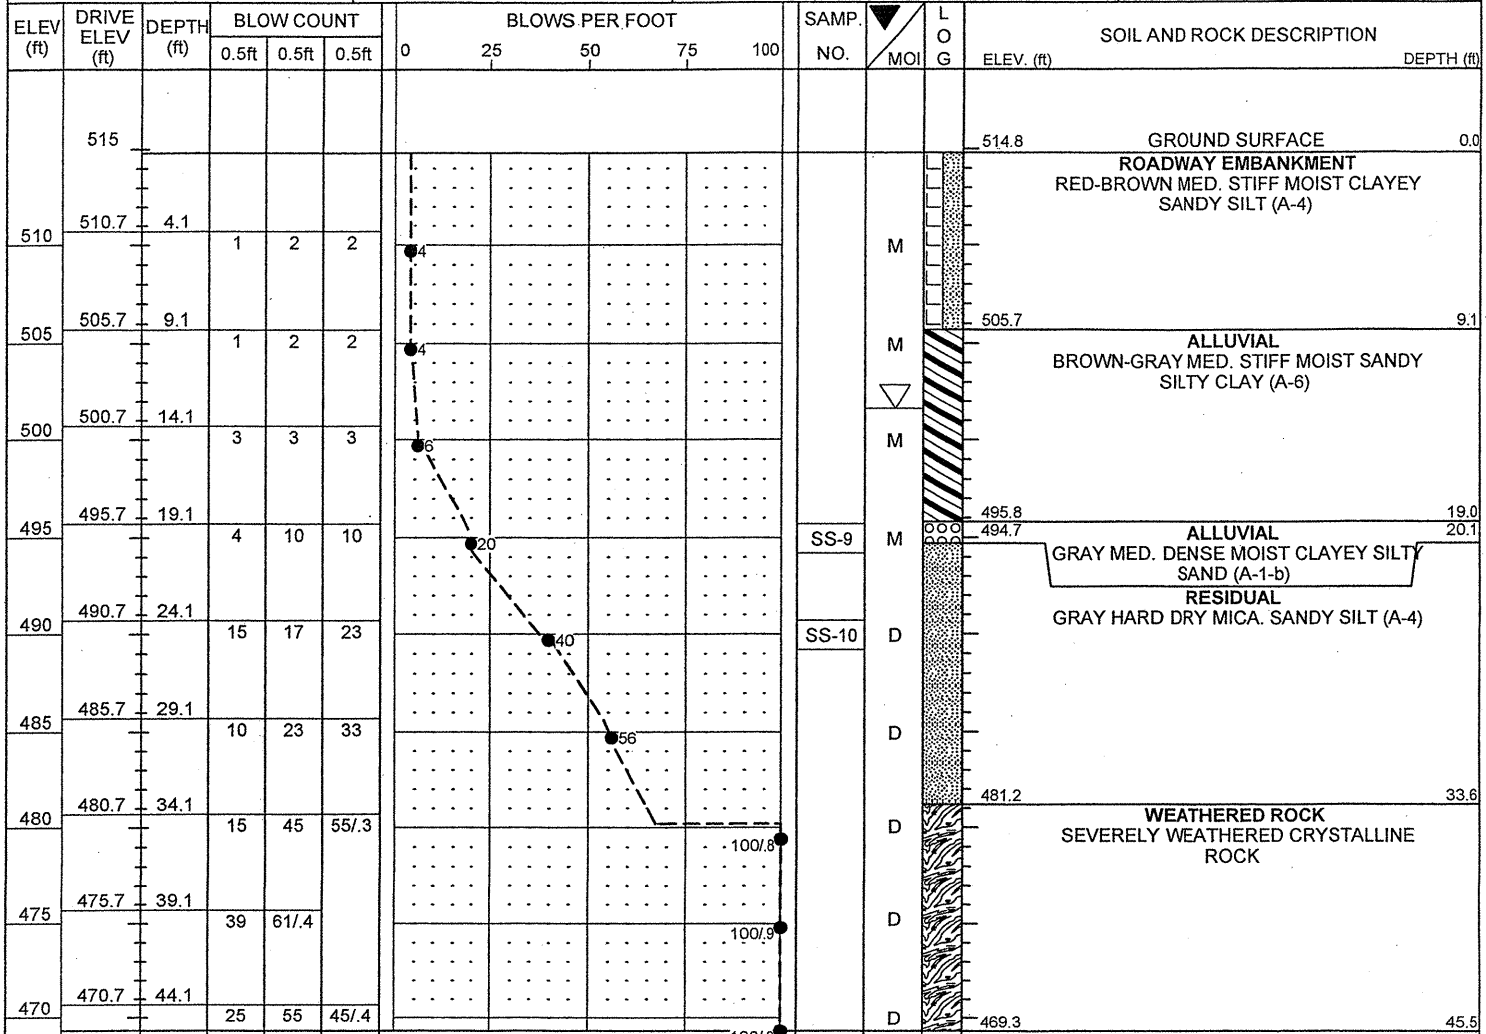 ELEV (ft) DRIVE ELEV (ft) DEPTH (ft) BLOW COUNT BLOWS PER FOOT SAMP. NO. MOI L O G SOIL AND ROCK DESCRIPTION
0.5ft 0.5ft 0.5ft 0 25 50 75 100 ELEV. (ft) DEPTH (ft)
515 514.8 GROUND SURFACE 0.0
ROADWAY EMBANKMENT
RED-BROWN MED. STIFF MOIST CLAYEY
SANDY SILT (A-4)
510.7 4.1
510 1 2 2 4 M
505.7 9.1 505.7 9.1
505 1 2 2 4 M ALLUVIAL
BROWN-GRAY MED. STIFF MOIST SANDY
SILTY CLAY (A-6)
500.7 14.1
500 3 3 3 6 M
495.7 19.1 495.8 19.0
495 4 10 10 20 SS-9 M 494.7 ALLUVIAL 20.1
GRAY MED. DENSE MOIST CLAYEY SILTY
SAND (A-1-b)
RESIDUAL
490.7 24.1 GRAY HARD DRY MICA. SANDY SILT (A-4)
490 15 17 23 40 SS-10 D
485.7 29.1
485 10 23 33 56 D
480.7 34.1 481.2 33.6
WEATHERED ROCK
480 15 45 55/.3 100/.8 D SEVERELY WEATHERED CRYSTALLINE
ROCK
475.7 39.1
475 39 61/.4 100/.9 D
470.7 44.1
470 25 55 45/.4 D 469.3 45.5